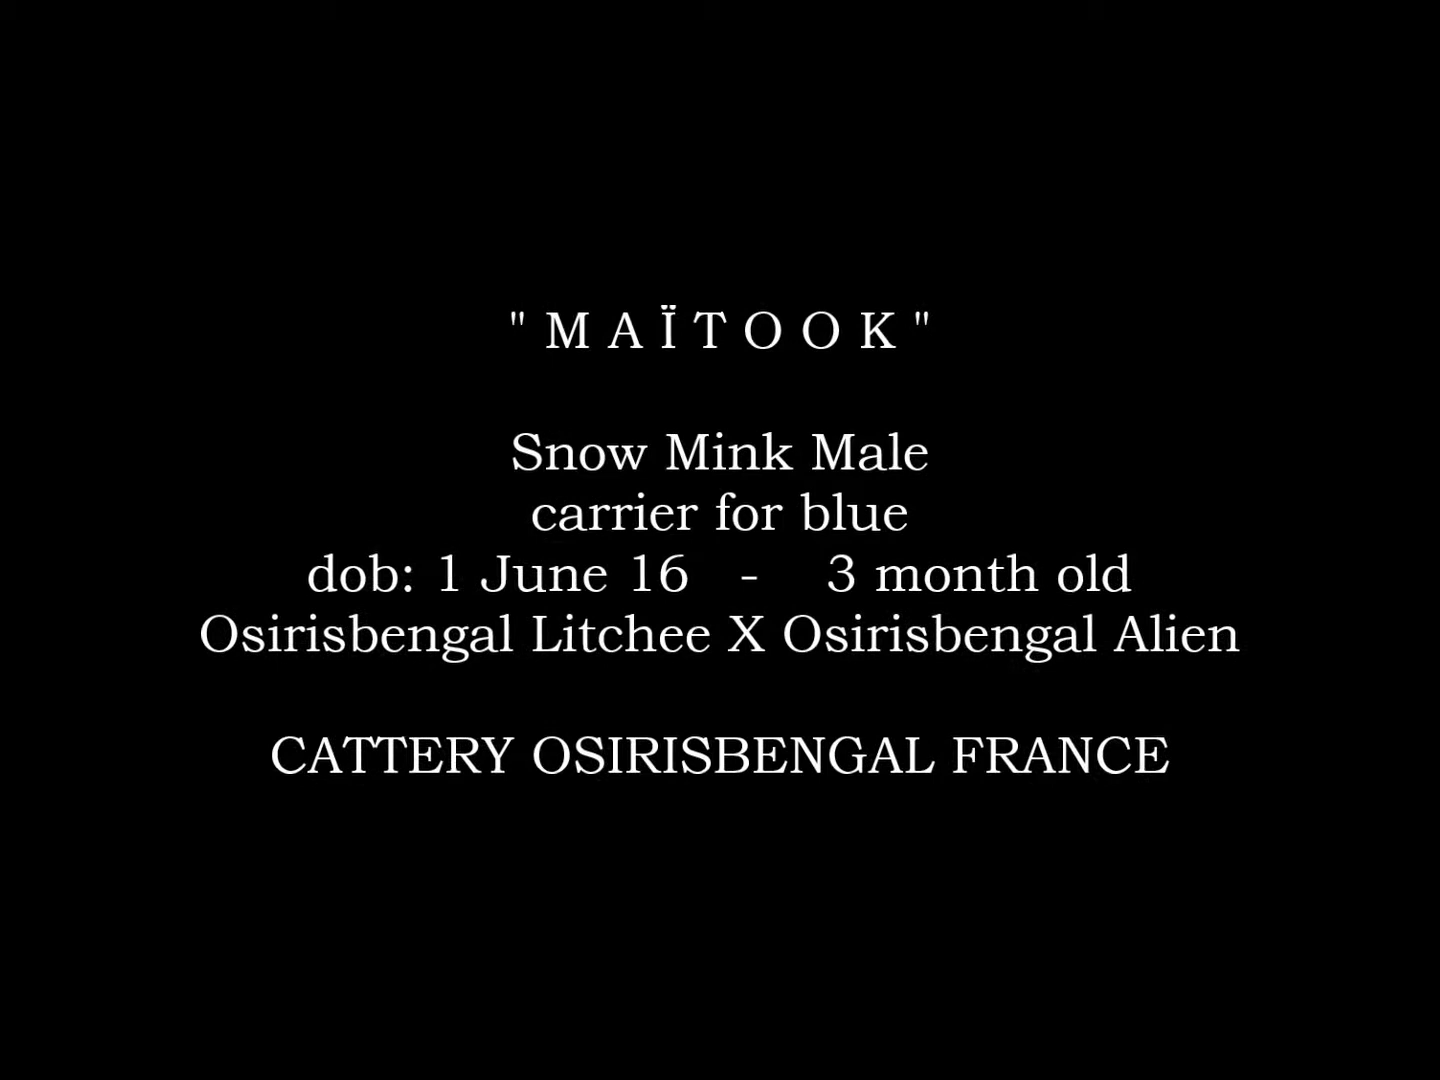 " M A Ï T O O K "
Snow Mink Male
carrier for blue
dob: 1 June 16 - 3 month old
Osirisbengal Litchee X Osirisbengal Alien
CATTERY OSIRISBENGAL FRANCE